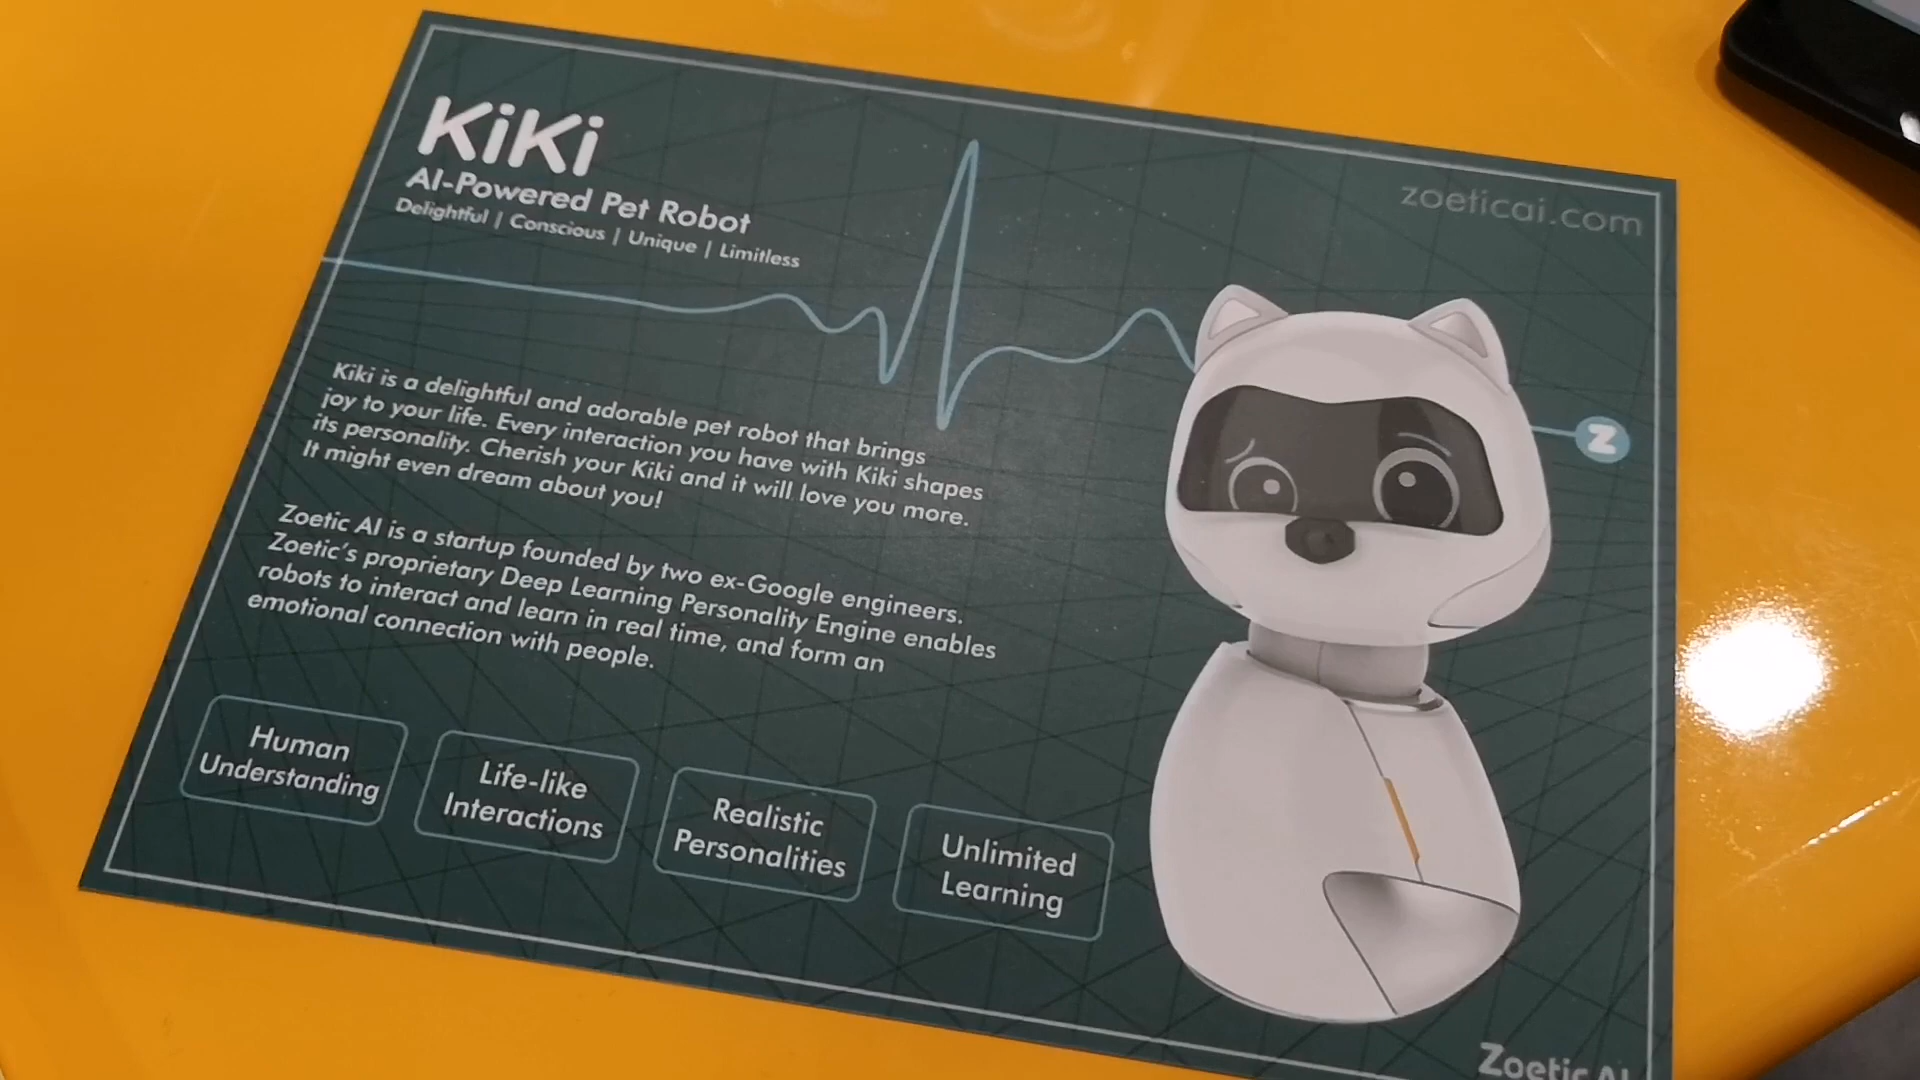 KiKi
AI-Powered Pet Robot
Delightful | Conscious | Unique | Limitless
zoeticai.com
Kiki is a delightful and adorable pet robot that brings
joy to your life. Every interaction you have with Kiki shapes
its personality. Cherish your Kiki and it will love you more.
It might even dream about you!
Z
Zoetic AI is a startup founded by two ex-Google engineers.
Zoetic's proprietary Deep Learning Personality Engine enables
robots to interact and learn in real time, and form an
emotional connection with people.
Human
Understanding
Life-like
Interactions
Realistic
Personalities
Unlimited
Learning
Zoetic AI